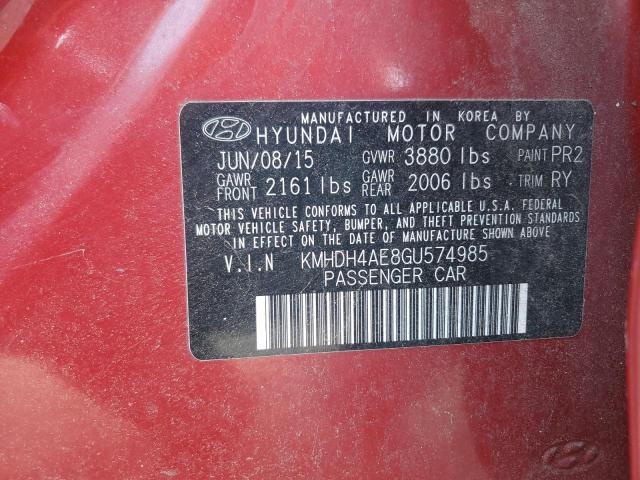 MANUFACTURED IN KOREA BY
HYUNDAI MOTOR COMPANY
JUN/08/15 GVWR 3880 lbs PAINT PR2
GAWR FRONT 2161 lbs GAWR REAR 2006 lbs TRIM RY
THIS VEHICLE CONFORMS TO ALL APPLICABLE U.S.A. FEDERAL
MOTOR VEHICLE SAFETY, BUMPER, AND THEFT PREVENTION STANDARDS
IN EFFECT ON THE DATE OF MANUFACTURE SHOWN ABOVE.
V.I.N KMHDH4AE8GU574985
PASSENGER CAR